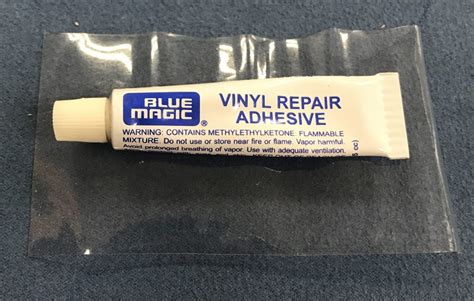 BLUE
MAGIC®
VINYL REPAIR
ADHESIVE
WARNING: CONTAINS METHYLETHYLKETONE: FLAMMABLE
MIXTURE. Do not use or store near fire or flame. Vapor harmful.
Avoid prolonged breathing of vapor. Use with adequate ventilation.
cc)